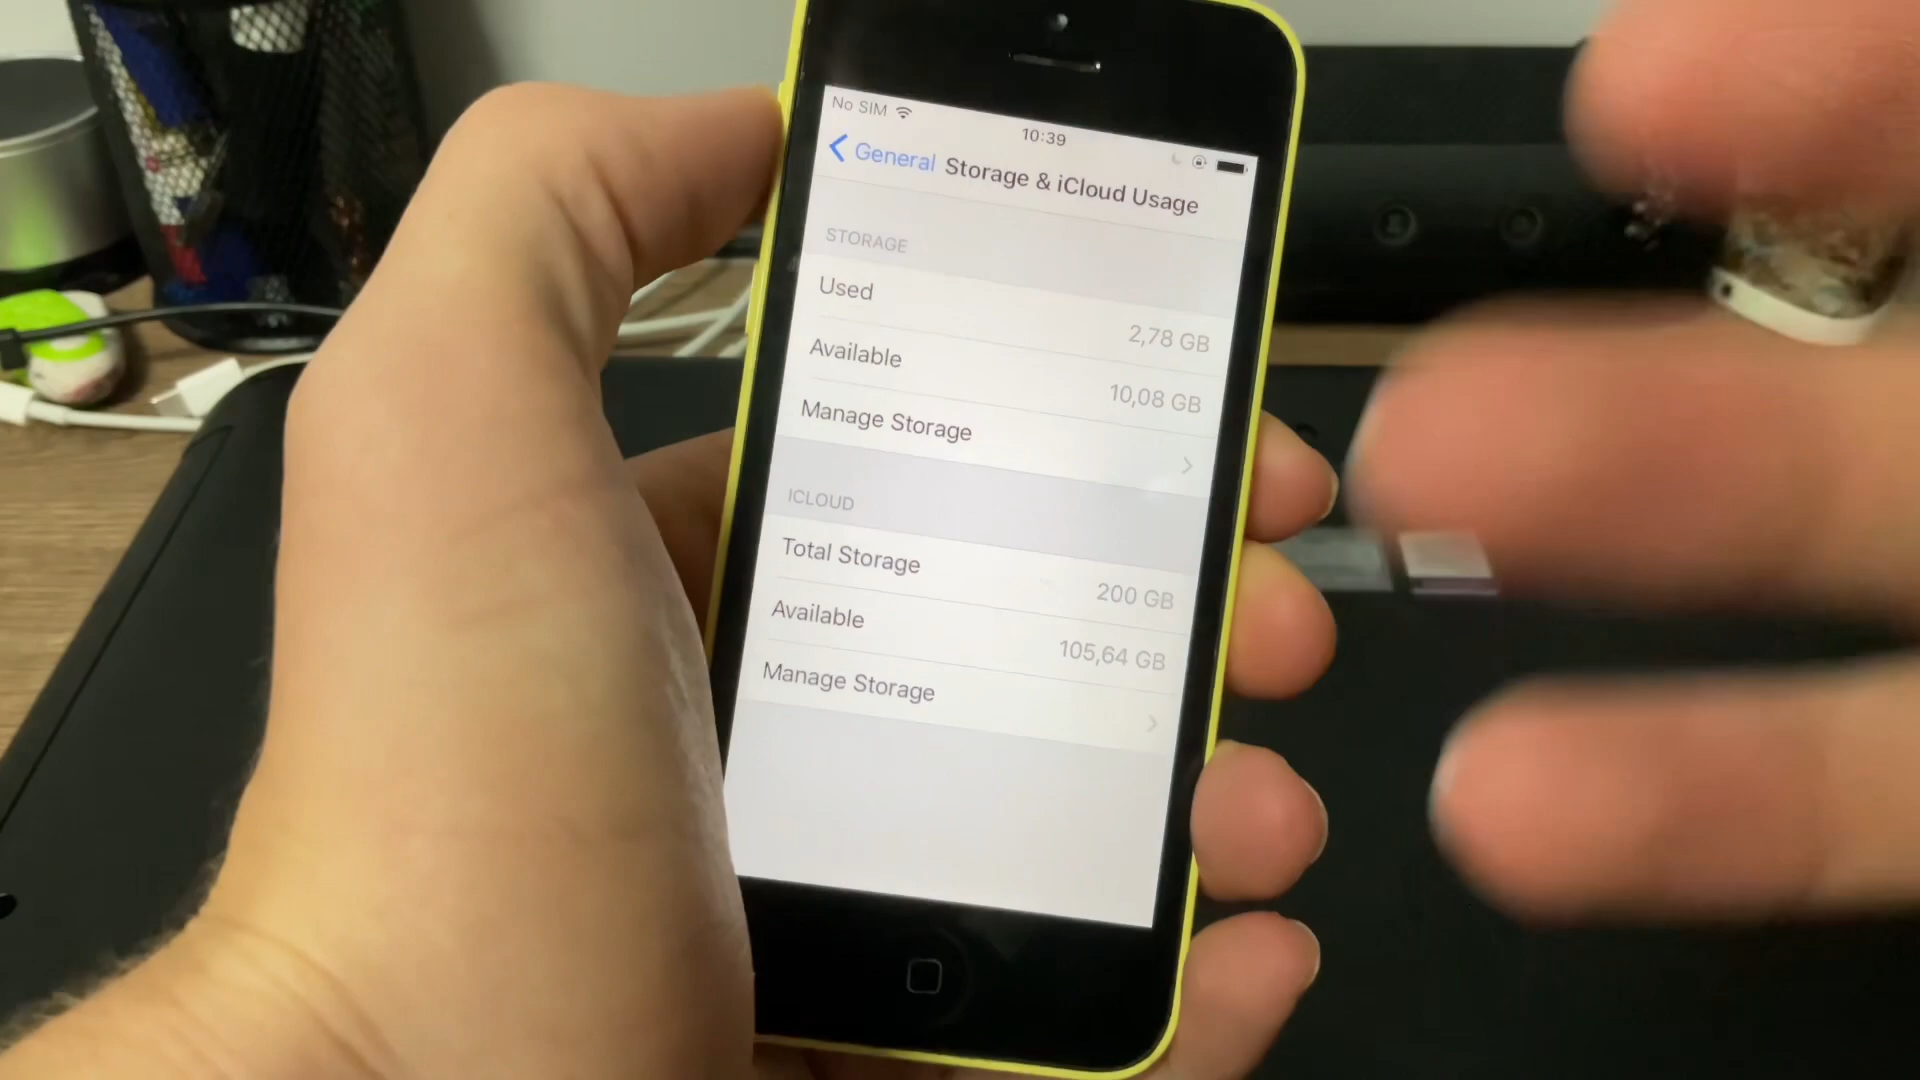 No SIM
10:39
General Storage & iCloud Usage
STORAGE
Used 2,78 GB
Available 10,08 GB
Manage Storage
ICLOUD
Total Storage 200 GB
Available 105,64 GB
Manage Storage